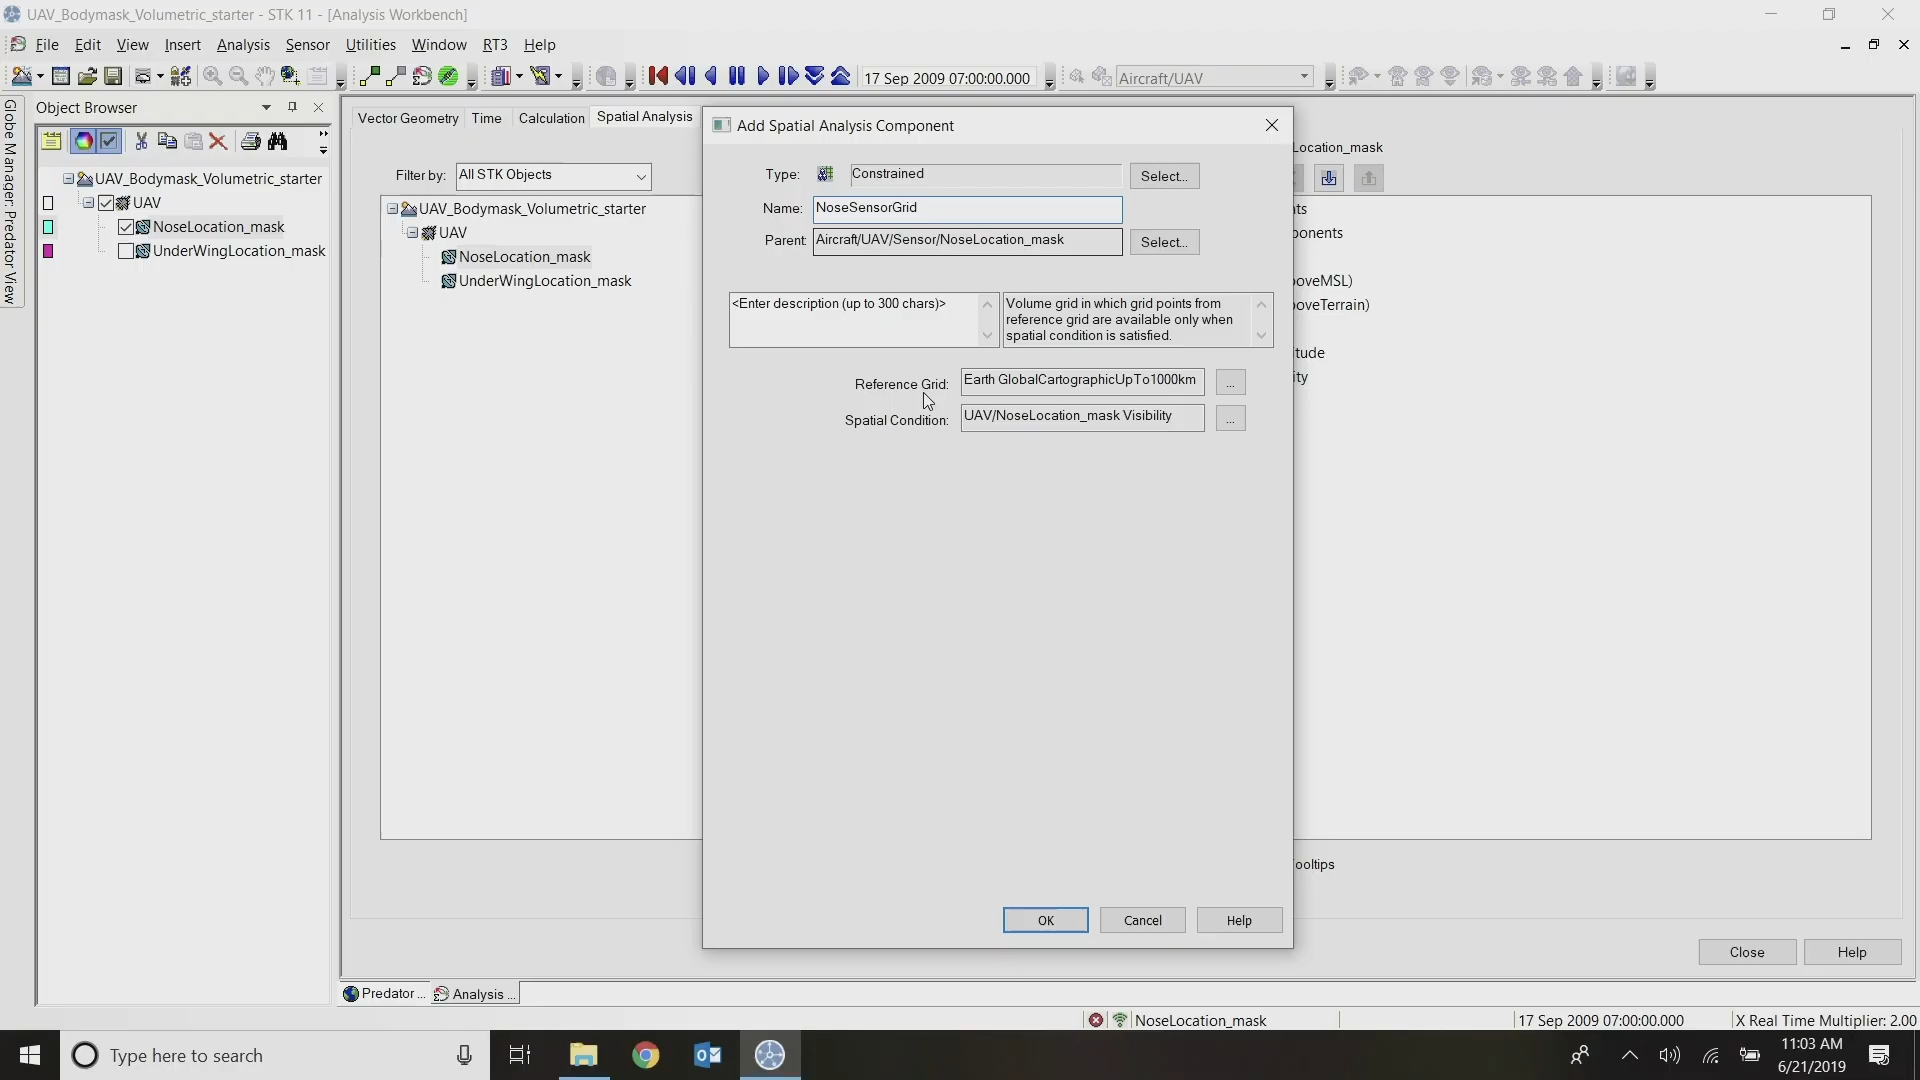 UAV_Bodymask_Volumetric_starter - STK 11 - [Analysis Workbench]
File Edit View Insert Analysis Sensor Utilities Window RT3 Help
17 Sep 2009 07:00:00.000
Aircraft/UAV
Globe Manager: Predator View
Object Browser
UAV_Bodymask_Volumetric_starter
UAV
NoseLocation_mask
UnderWingLocation_mask
Vector Geometry Time Calculation Spatial Analysis
Filter by: All STK Objects
UAV_Bodymask_Volumetric_starter
UAV
NoseLocation_mask
UnderWingLocation_mask
Add Spatial Analysis Component
Type: Constrained Select...
Name: NoseSensorGrid
Parent Aircraft/UAV/Sensor/NoseLocation_mask Select...
<Enter description (up to 300 chars)>
Volume grid in which grid points from
reference grid are available only when
spatial condition is satisfied.
Reference Grid: Earth GlobalCartographicUpTo1000km ...
Spatial Condition: UAV/NoseLocation_mask Visibility ...
OK Cancel Help
Location_mask
nts
ponents
oveMSL)
oveTerrain)
itude
ity
ooltips
Close Help
Predator ... Analysis ...
NoseLocation_mask 17 Sep 2009 07:00:00.000 X Real Time Multiplier: 2.00
Type here to search
11:03 AM
6/21/2019